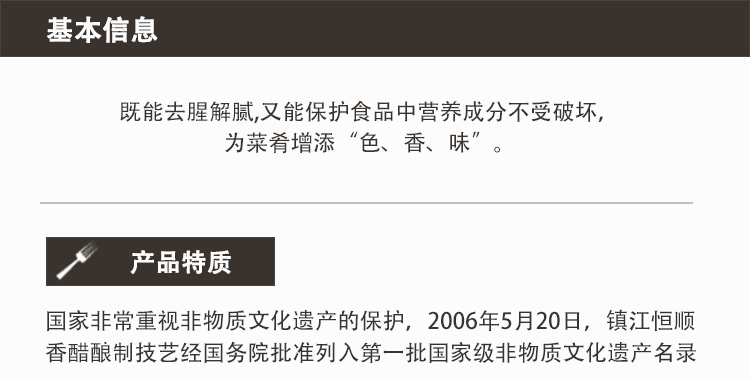 基本信息
既能去腥解腻,又能保护食品中营养成分不受破坏,
为菜肴增添“色、香、味”。
产品特质
国家非常重视非物质文化遗产的保护，2006年5月20日，镇江恒顺
香醋酿制技艺经国务院批准列入第一批国家级非物质文化遗产名录